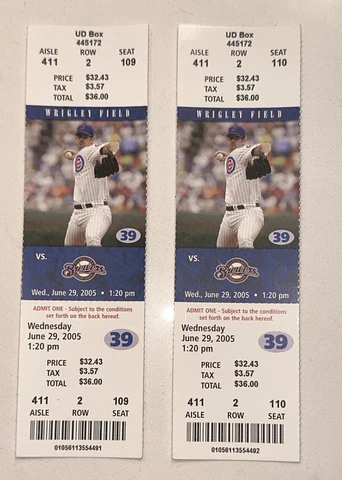 UD Box
445172
AISLE ROW SEAT
411 2 109
PRICE $32.43
TAX $3.57
TOTAL $36.00
WRIGLEY FIELD
39
VS.
Brewers
Wed., June 29, 2005 • 1:20 pm
ADMIT ONE - Subject to the conditions
set forth on the back hereof.
Wednesday
June 29, 2005
1:20 pm
39
PRICE $32.43
TAX $3.57
TOTAL $36.00
411 2 109
AISLE ROW SEAT
01056113554491
UD Box
445172
AISLE ROW SEAT
411 2 110
PRICE $32.43
TAX $3.57
TOTAL $36.00
WRIGLEY FIELD
39
VS.
Brewers
Wed., June 29, 2005 • 1:20 pm
ADMIT ONE - Subject to the conditions
set forth on the back hereof.
Wednesday
June 29, 2005
1:20 pm
39
PRICE $32.43
TAX $3.57
TOTAL $36.00
411 2 110
AISLE ROW SEAT
01056113554492